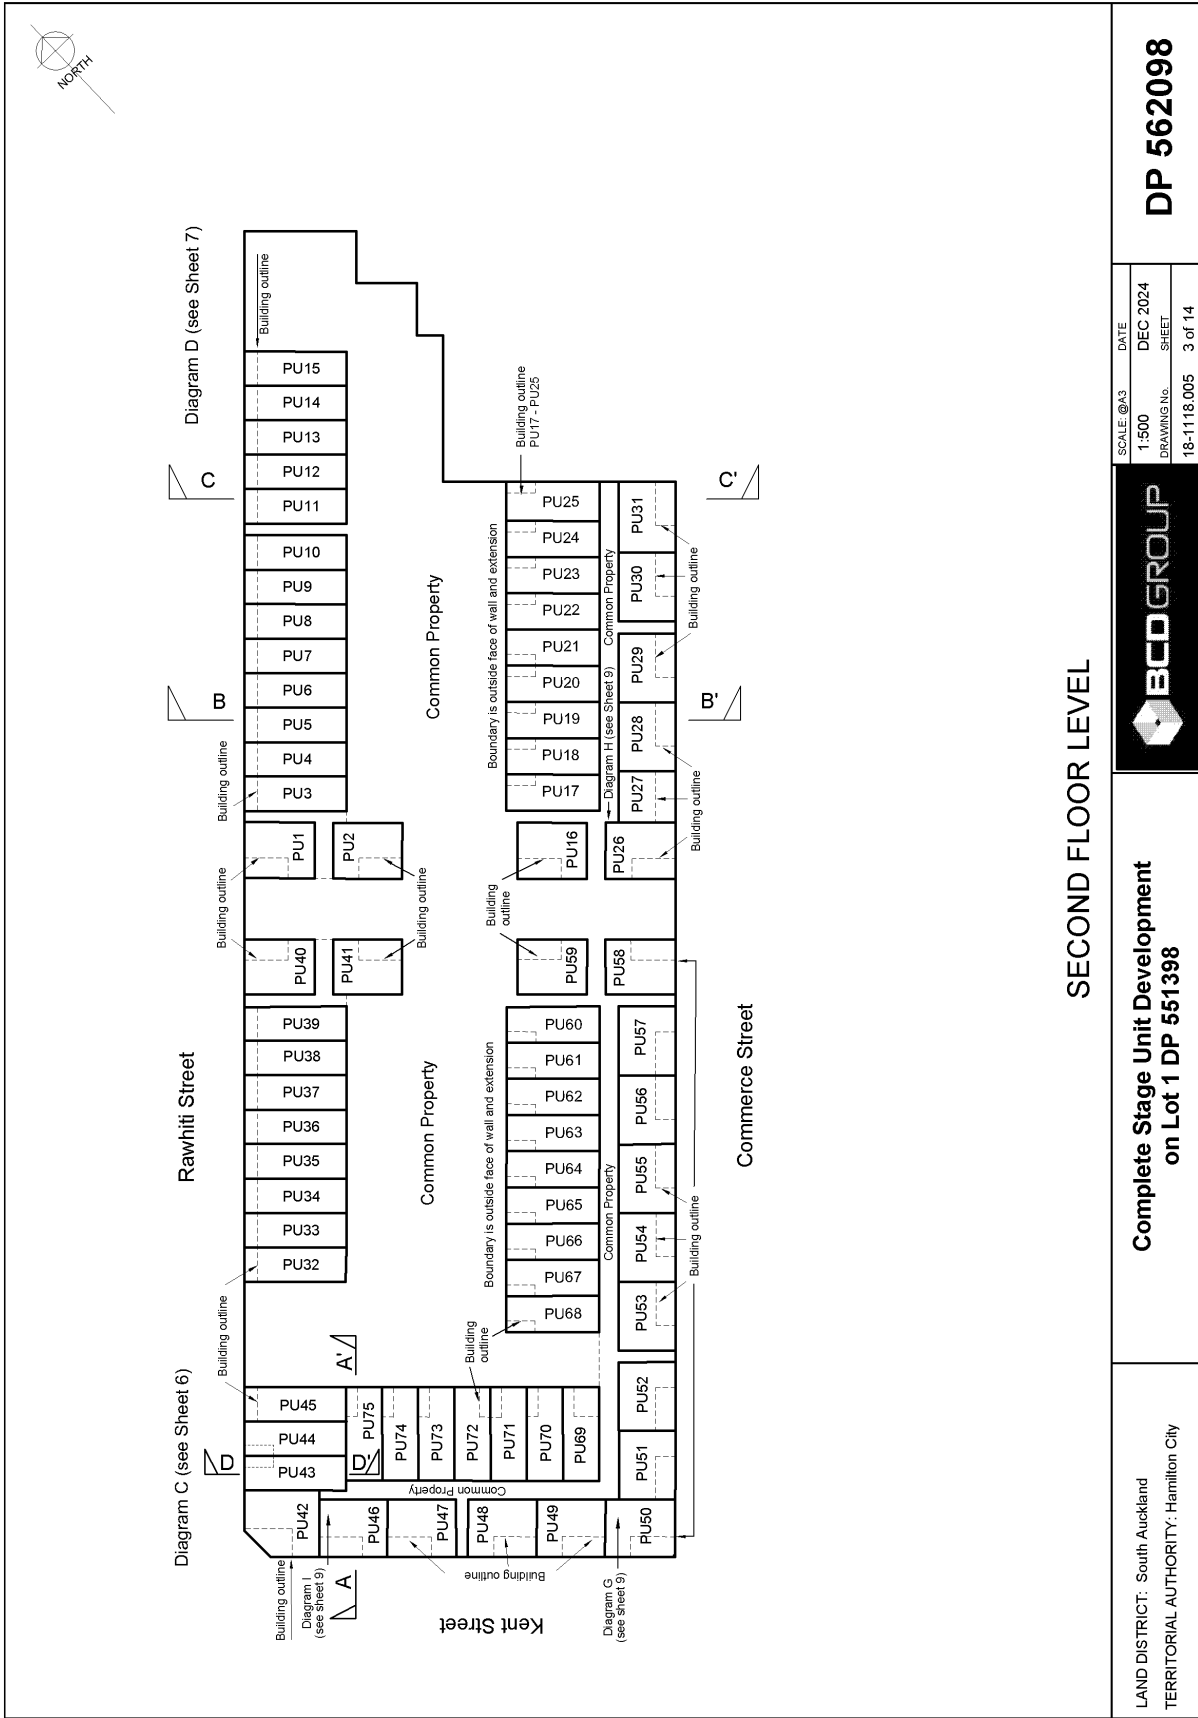 NORTH
Diagram D (see Sheet 7)
Building outline
PU15
PU14
PU13
PU12
PU11
PU10
PU9
PU8
PU7
PU6
PU5
PU4
PU3
C
B
Building outline
Building outline
PU1
PU2
Building outline
PU40
PU41
Common Property
Building outline
PU17 - PU25
Boundary is outside face of wall and extension
PU25
PU24
PU23
PU22
PU21
PU20
PU19
PU18
PU17
Common Property
Diagram H (see Sheet 9)
C'
B'
PU31
PU30
PU29
PU28
PU27
PU26
Building outline
Building outline
PU16
Building
outline
PU59
PU58
Rawhiti Street
PU39
PU38
PU37
PU36
PU35
PU34
PU33
PU32
Building outline
Common Property
Boundary is outside face of wall and extension
PU60
PU61
PU62
PU63
PU64
PU65
PU66
PU67
PU68
Common Property
PU57
PU56
PU55
PU54
PU53
PU52
PU51
Building outline
Commerce Street
Building
outline
A'
Diagram C (see Sheet 6)
PU45
PU44
PU43
D
D'
PU75
PU74
PU73
PU72
PU71
PU70
PU69
Common Property
PU42
PU46
PU47
PU48
PU49
PU50
Building outline
Diagram I
(see sheet 9)
A
Building outline
Diagram G
(see sheet 9)
Kent Street
SECOND FLOOR LEVEL
LAND DISTRICT: South Auckland
TERRITORIAL AUTHORITY: Hamilton City
Complete Stage Unit Development
on Lot 1 DP 551398
BCDGROUP
SCALE: @A3
DATE
1:500
DEC 2024
DRAWING No.
SHEET
18-1118.005
3 of 14
DP 562098